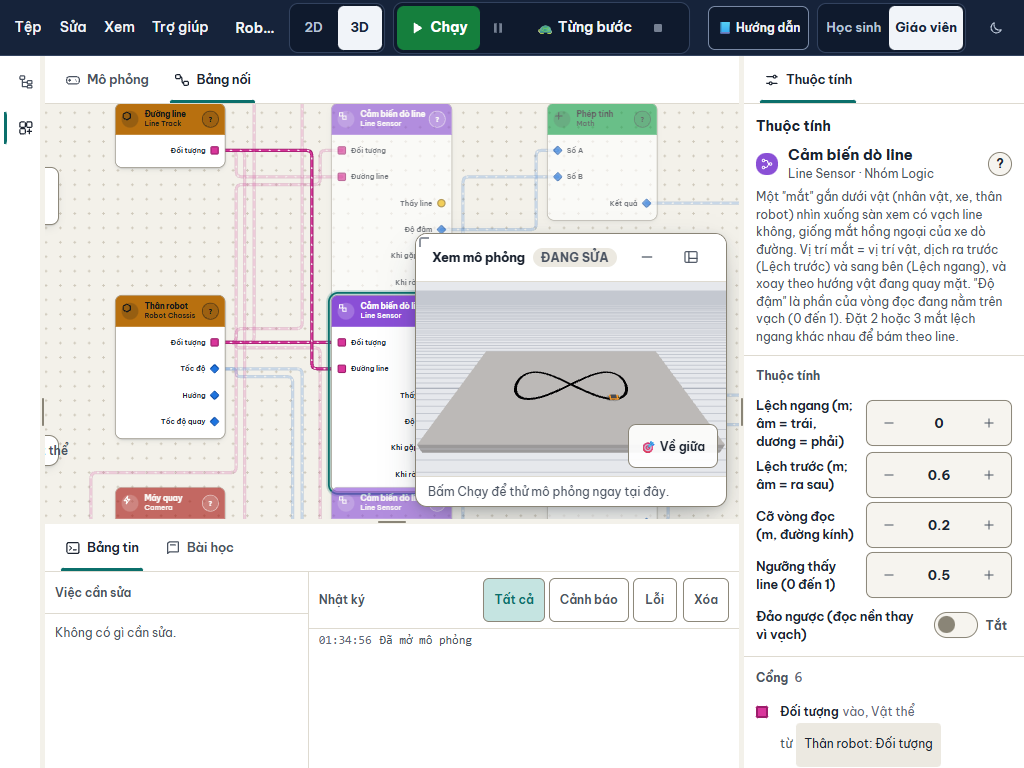 Tệp Sửa Xem Trợ giúp Rob... 2D 3D Chạy Từng bước Hướng dẫn Học sinh Giáo viên
Mô phỏng Bảng nối
Đường line
Line Track
Đối tượng
Cảm biến dò line
Line Sensor
Đối tượng
Đường line
Thấy line
Độ đậm
Phép tính
Math
Số A
Số B
Kết quả
Thân robot
Robot Chassis
Đối tượng
Tốc độ
Hướng
Tốc độ quay
Đối tượng
Đường line
thể
Máy quay
Camera
Line Sensor
Xem mô phỏng ĐANG SỬA
Về giữa
Bấm Chạy để thử mô phỏng ngay tại đây.
Bảng tin Bài học
Việc cần sửa
Không có gì cần sửa.
Nhật ký Tất cả Cảnh báo Lỗi Xóa
01:34:56 Đã mở mô phỏng
Thuộc tính
Thuộc tính
Cảm biến dò line
Line Sensor · Nhóm Logic
?
Một "mắt" gắn dưới vật (nhân vật, xe, thân
robot) nhìn xuống sàn xem có vạch line
không, giống mắt hồng ngoại của xe dò
đường. Vị trí mắt = vị trí vật, dịch ra trước
(Lệch trước) và sang bên (Lệch ngang), và
xoay theo hướng vật đang quay mặt. "Độ
đậm" là phần của vòng đọc đang nằm trên
vạch (0 đến 1). Đặt 2 hoặc 3 mắt lệch
ngang khác nhau để bám theo line.
Thuộc tính
Lệch ngang (m;
âm = trái,
dương = phải)
− 0 +
Lệch trước (m;
âm = ra sau)
− 0.6 +
Cỡ vòng đọc
(m, đường kính)
− 0.2 +
Ngưỡng thấy
line (0 đến 1)
− 0.5 +
Đảo ngược (đọc nền thay
vì vạch)
Tắt
Cổng 6
Đối tượng vào, Vật thể
từ Thân robot: Đối tượng